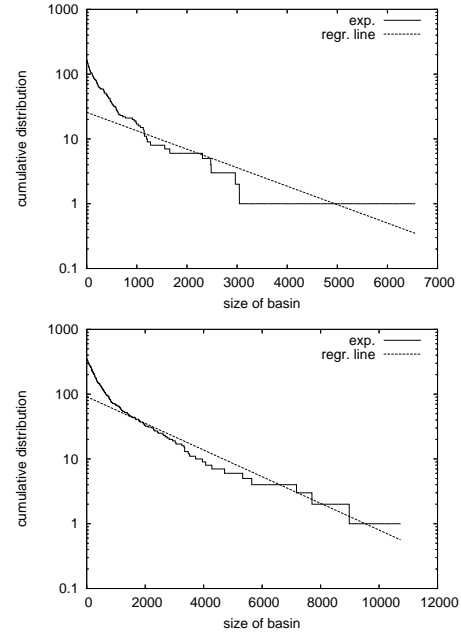 1000
100
10
1
0.1
cumulative distribution
exp.
regr. line
0 1000 2000 3000 4000 5000 6000 7000
size of basin
1000
100
10
1
0.1
cumulative distribution
exp.
regr. line
0 2000 4000 6000 8000 10000 12000
size of basin